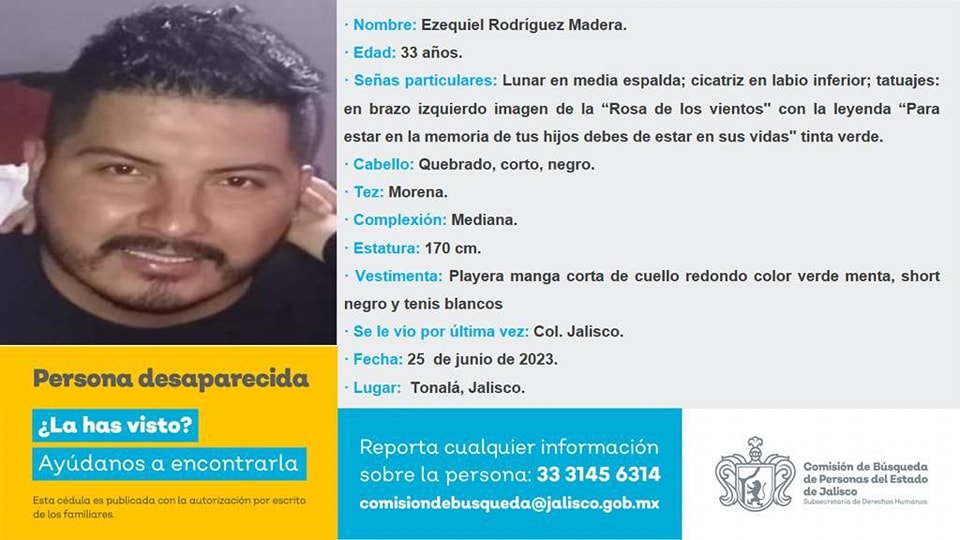 · Nombre: Ezequiel Rodríguez Madera.
· Edad: 33 años.
· Señas particulares: Lunar en media espalda; cicatriz en labio inferior; tatuajes:
en brazo izquierdo imagen de la “Rosa de los vientos" con la leyenda “Para
estar en la memoria de tus hijos debes de estar en sus vidas" tinta verde.
· Cabello: Quebrado, corto, negro.
· Tez: Morena.
· Complexión: Mediana.
· Estatura: 170 cm.
· Vestimenta: Playera manga corta de cuello redondo color verde menta, short
negro y tenis blancos
· Se le vio por última vez: Col. Jalisco.
· Fecha: 25 de junio de 2023.
· Lugar: Tonalá, Jalisco.
Persona desaparecida
¿La has visto?
Ayúdanos a encontrarla
Esta cédula es publicada con la autorización por escrito
de los familiares.
Reporta cualquier información
sobre la persona: 33 3145 6314
comisiondebusqueda@jalisco.gob.mx
Comisión de Búsqueda
de Personas del Estado
de Jalisco
Subsecretaría de Derechos Humanos